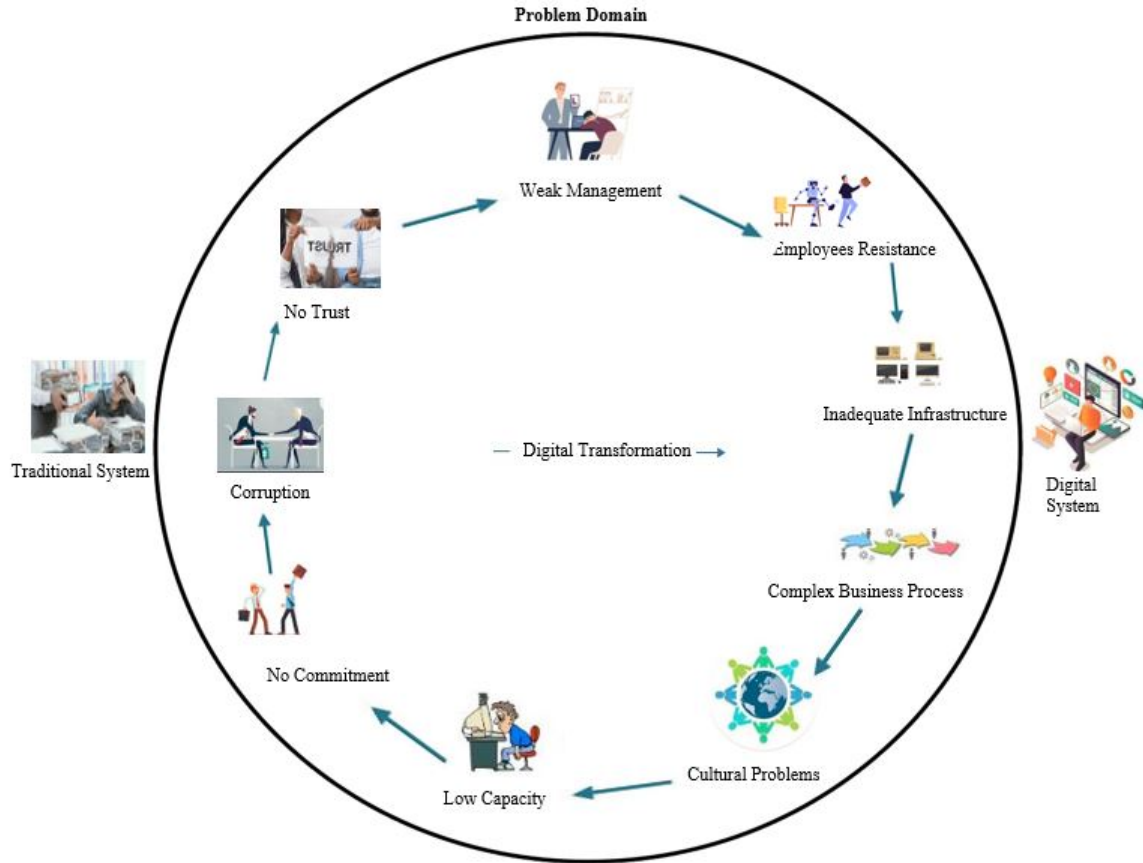 Problem Domain
Weak Management
Employees Resistance
TRUST
No Trust
Inadequate Infrastructure
Traditional System
Corruption
Digital Transformation
Digital
System
Complex Business Process
No Commitment
Cultural Problems
Low Capacity